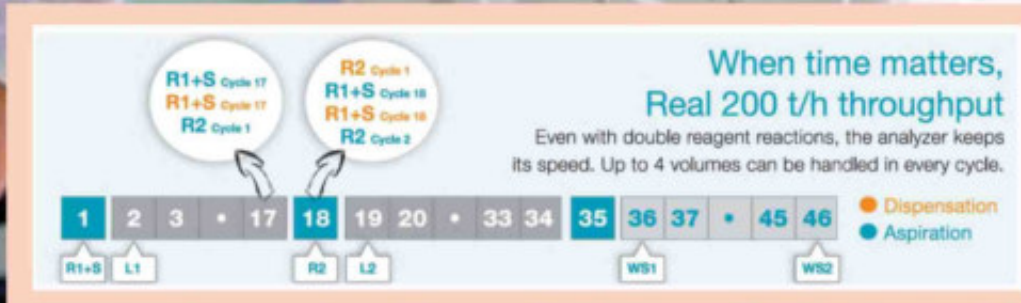 R1+S Cycle 17
R1+S Cycle 17
R2 Cycle 1
R2 Cycle 1
R1+S Cycle 18
R1+S Cycle 18
R2 Cycle 2
When time matters,
Real 200 t/h throughput
Even with double reagent reactions, the analyzer keeps
its speed. Up to 4 volumes can be handled in every cycle.
1 2 3 • 17 18 19 20 • 33 34 35 36 37 • 45 46
Dispensation
Aspiration
R1+S L1 R2 L2 WS1 WS2